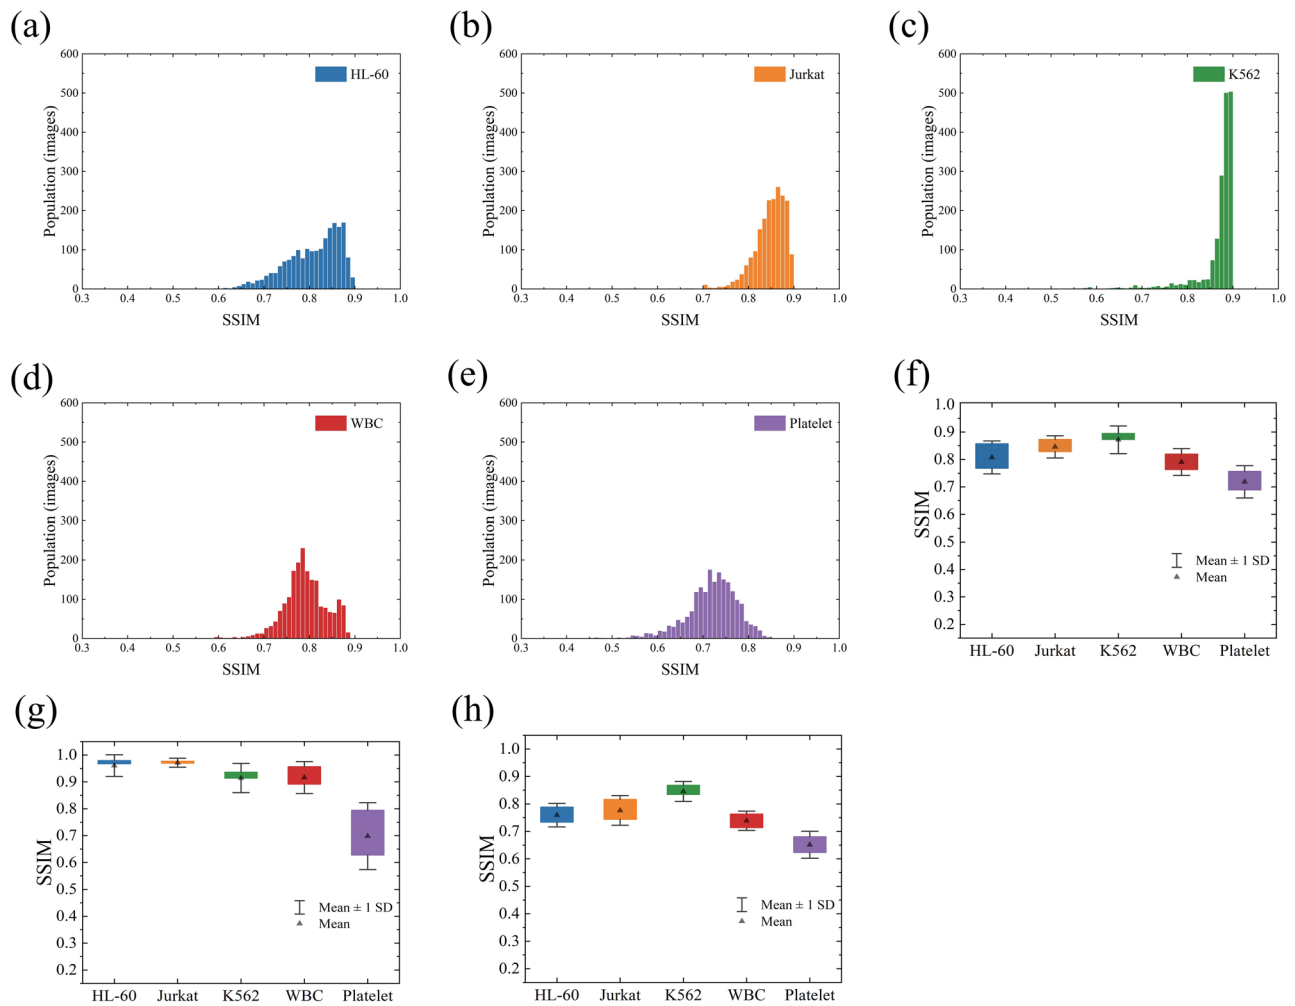 (a)
600
500
400
300
200
100
0
Population (images)
HL-60
0.3 0.4 0.5 0.6 0.7 0.8 0.9 1.0
SSIM
(b)
600
500
400
300
200
100
0
Population (images)
Jurkat
0.3 0.4 0.5 0.6 0.7 0.8 0.9 1.0
SSIM
(c)
600
500
400
300
200
100
0
Population (images)
K562
0.3 0.4 0.5 0.6 0.7 0.8 0.9 1.0
SSIM
(d)
600
500
400
300
200
100
0
Population (images)
WBC
0.3 0.4 0.5 0.6 0.7 0.8 0.9 1.0
SSIM
(e)
600
500
400
300
200
100
0
Population (images)
Platelet
0.3 0.4 0.5 0.6 0.7 0.8 0.9 1.0
SSIM
(f)
1.0
0.9
0.8
0.7
0.6
0.5
0.4
0.3
0.2
SSIM
Mean ± 1 SD
Mean
HL-60 Jurkat K562 WBC Platelet
(g)
1.0
0.9
0.8
0.7
0.6
0.5
0.4
0.3
0.2
SSIM
Mean ± 1 SD
Mean
HL-60 Jurkat K562 WBC Platelet
(h)
1.0
0.9
0.8
0.7
0.6
0.5
0.4
0.3
0.2
SSIM
Mean ± 1 SD
Mean
HL-60 Jurkat K562 WBC Platelet